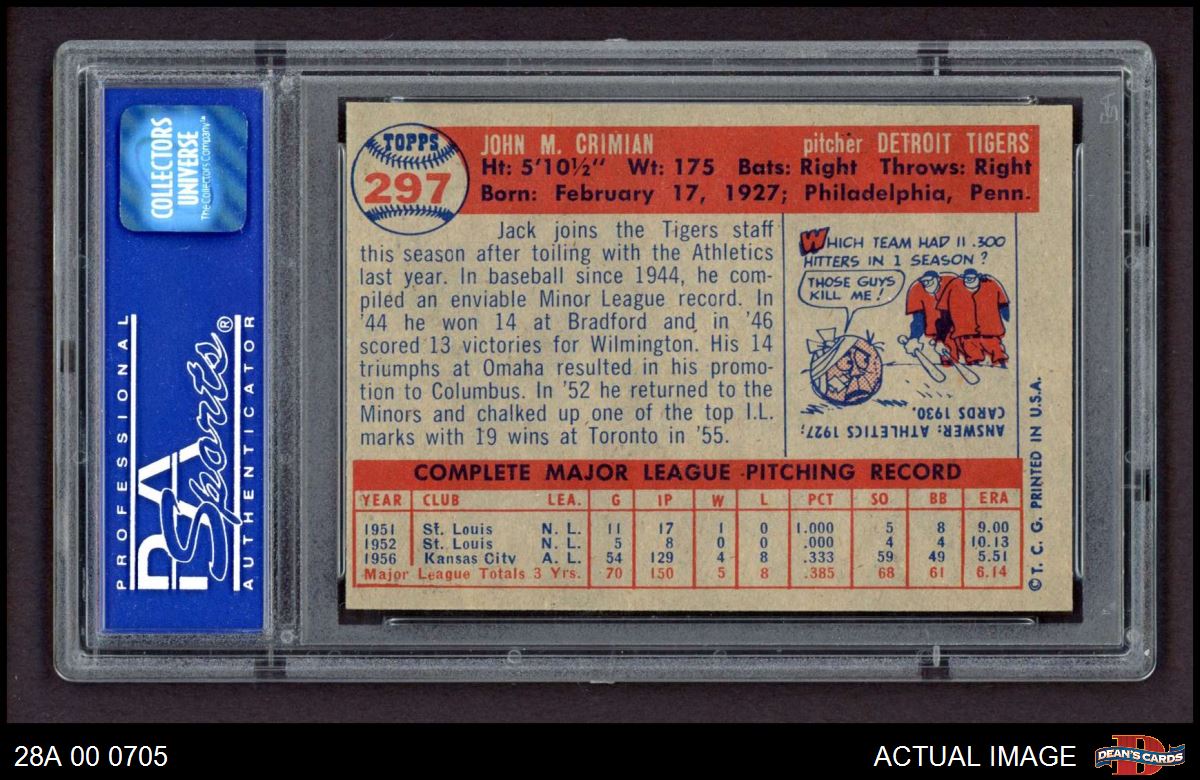 COLLECTORS
UNIVERSE
The Collectors Company™
PROFESSIONAL
PSA
Sports®
AUTHENTICATOR
TOPPS
297
JOHN M. CRIMIAN pitcher DETROIT TIGERS
Ht: 5'10½" Wt: 175 Bats: Right Throws: Right
Born: February 17, 1927; Philadelphia, Penn.
Jack joins the Tigers staff
this season after toiling with the Athletics
last year. In baseball since 1944, he com-
piled an enviable Minor League record. In
'44 he won 14 at Bradford and in '46
scored 13 victories for Wilmington. His 14
triumphs at Omaha resulted in his promo-
tion to Columbus. In '52 he returned to the
Minors and chalked up one of the top I.L.
marks with 19 wins at Toronto in '55.
WHICH TEAM HAD 11 .300
HITTERS IN 1 SEASON?
THOSE GUYS
KILL ME!
ANSWER: ATHLETICS 1927;
CARDS 1930.
COMPLETE MAJOR LEAGUE PITCHING RECORD
YEAR CLUB LEA. G IP W L PCT SO BB ERA
1951 St. Louis N. L. 11 17 1 0 1.000 5 8 9.00
1952 St. Louis N. L. 5 8 0 0 .000 4 4 10.13
1956 Kansas City A. L. 54 129 4 8 .333 59 49 5.51
Major League Totals 3 Yrs. 70 150 5 8 .385 68 61 6.14
© T. C. G. PRINTED IN U.S.A.
28A 00 0705
ACTUAL IMAGE
DEAN'S CARDS